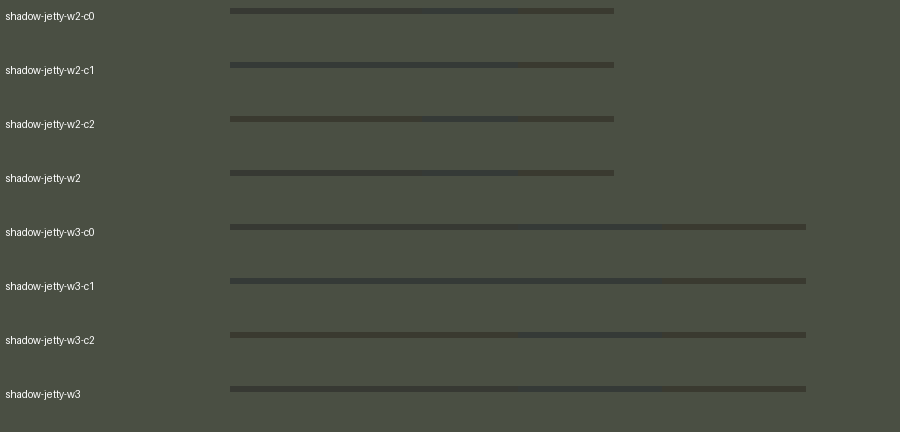 shadow-jetty-w2-c0
shadow-jetty-w2-c1
shadow-jetty-w2-c2
shadow-jetty-w2
shadow-jetty-w3-c0
shadow-jetty-w3-c1
shadow-jetty-w3-c2
shadow-jetty-w3